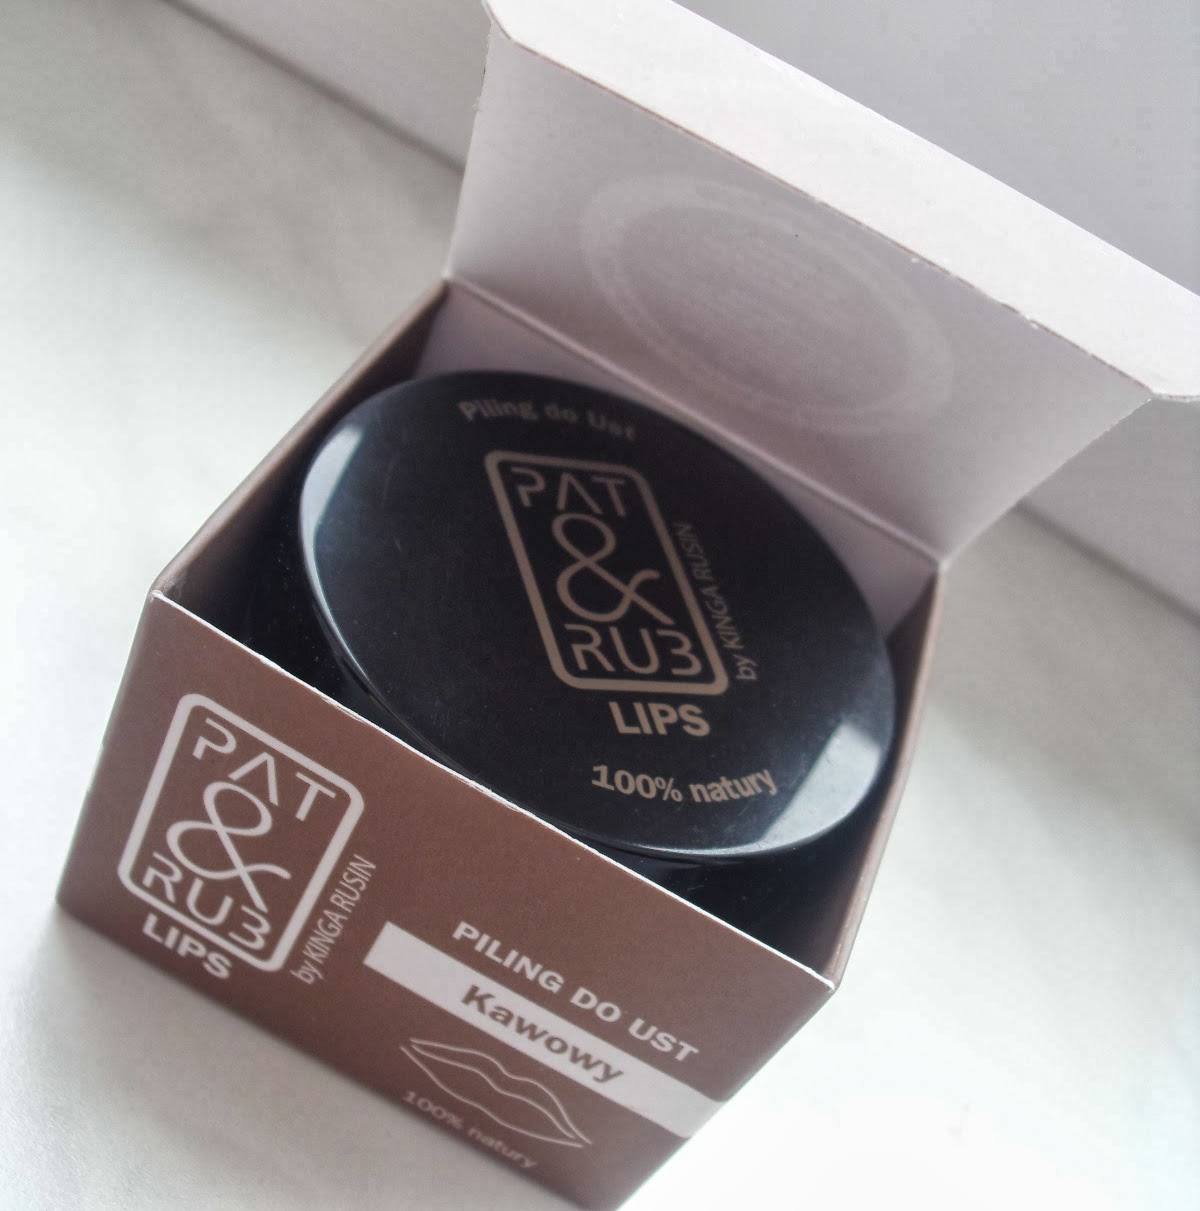 Piling do Ust
PAT
&
RUB
by KINGA RUSIN
LIPS
100% natury
PAT
&
RUB
by KINGA RUSIN
LIPS
PILING DO UST
Kawowy
100% natury